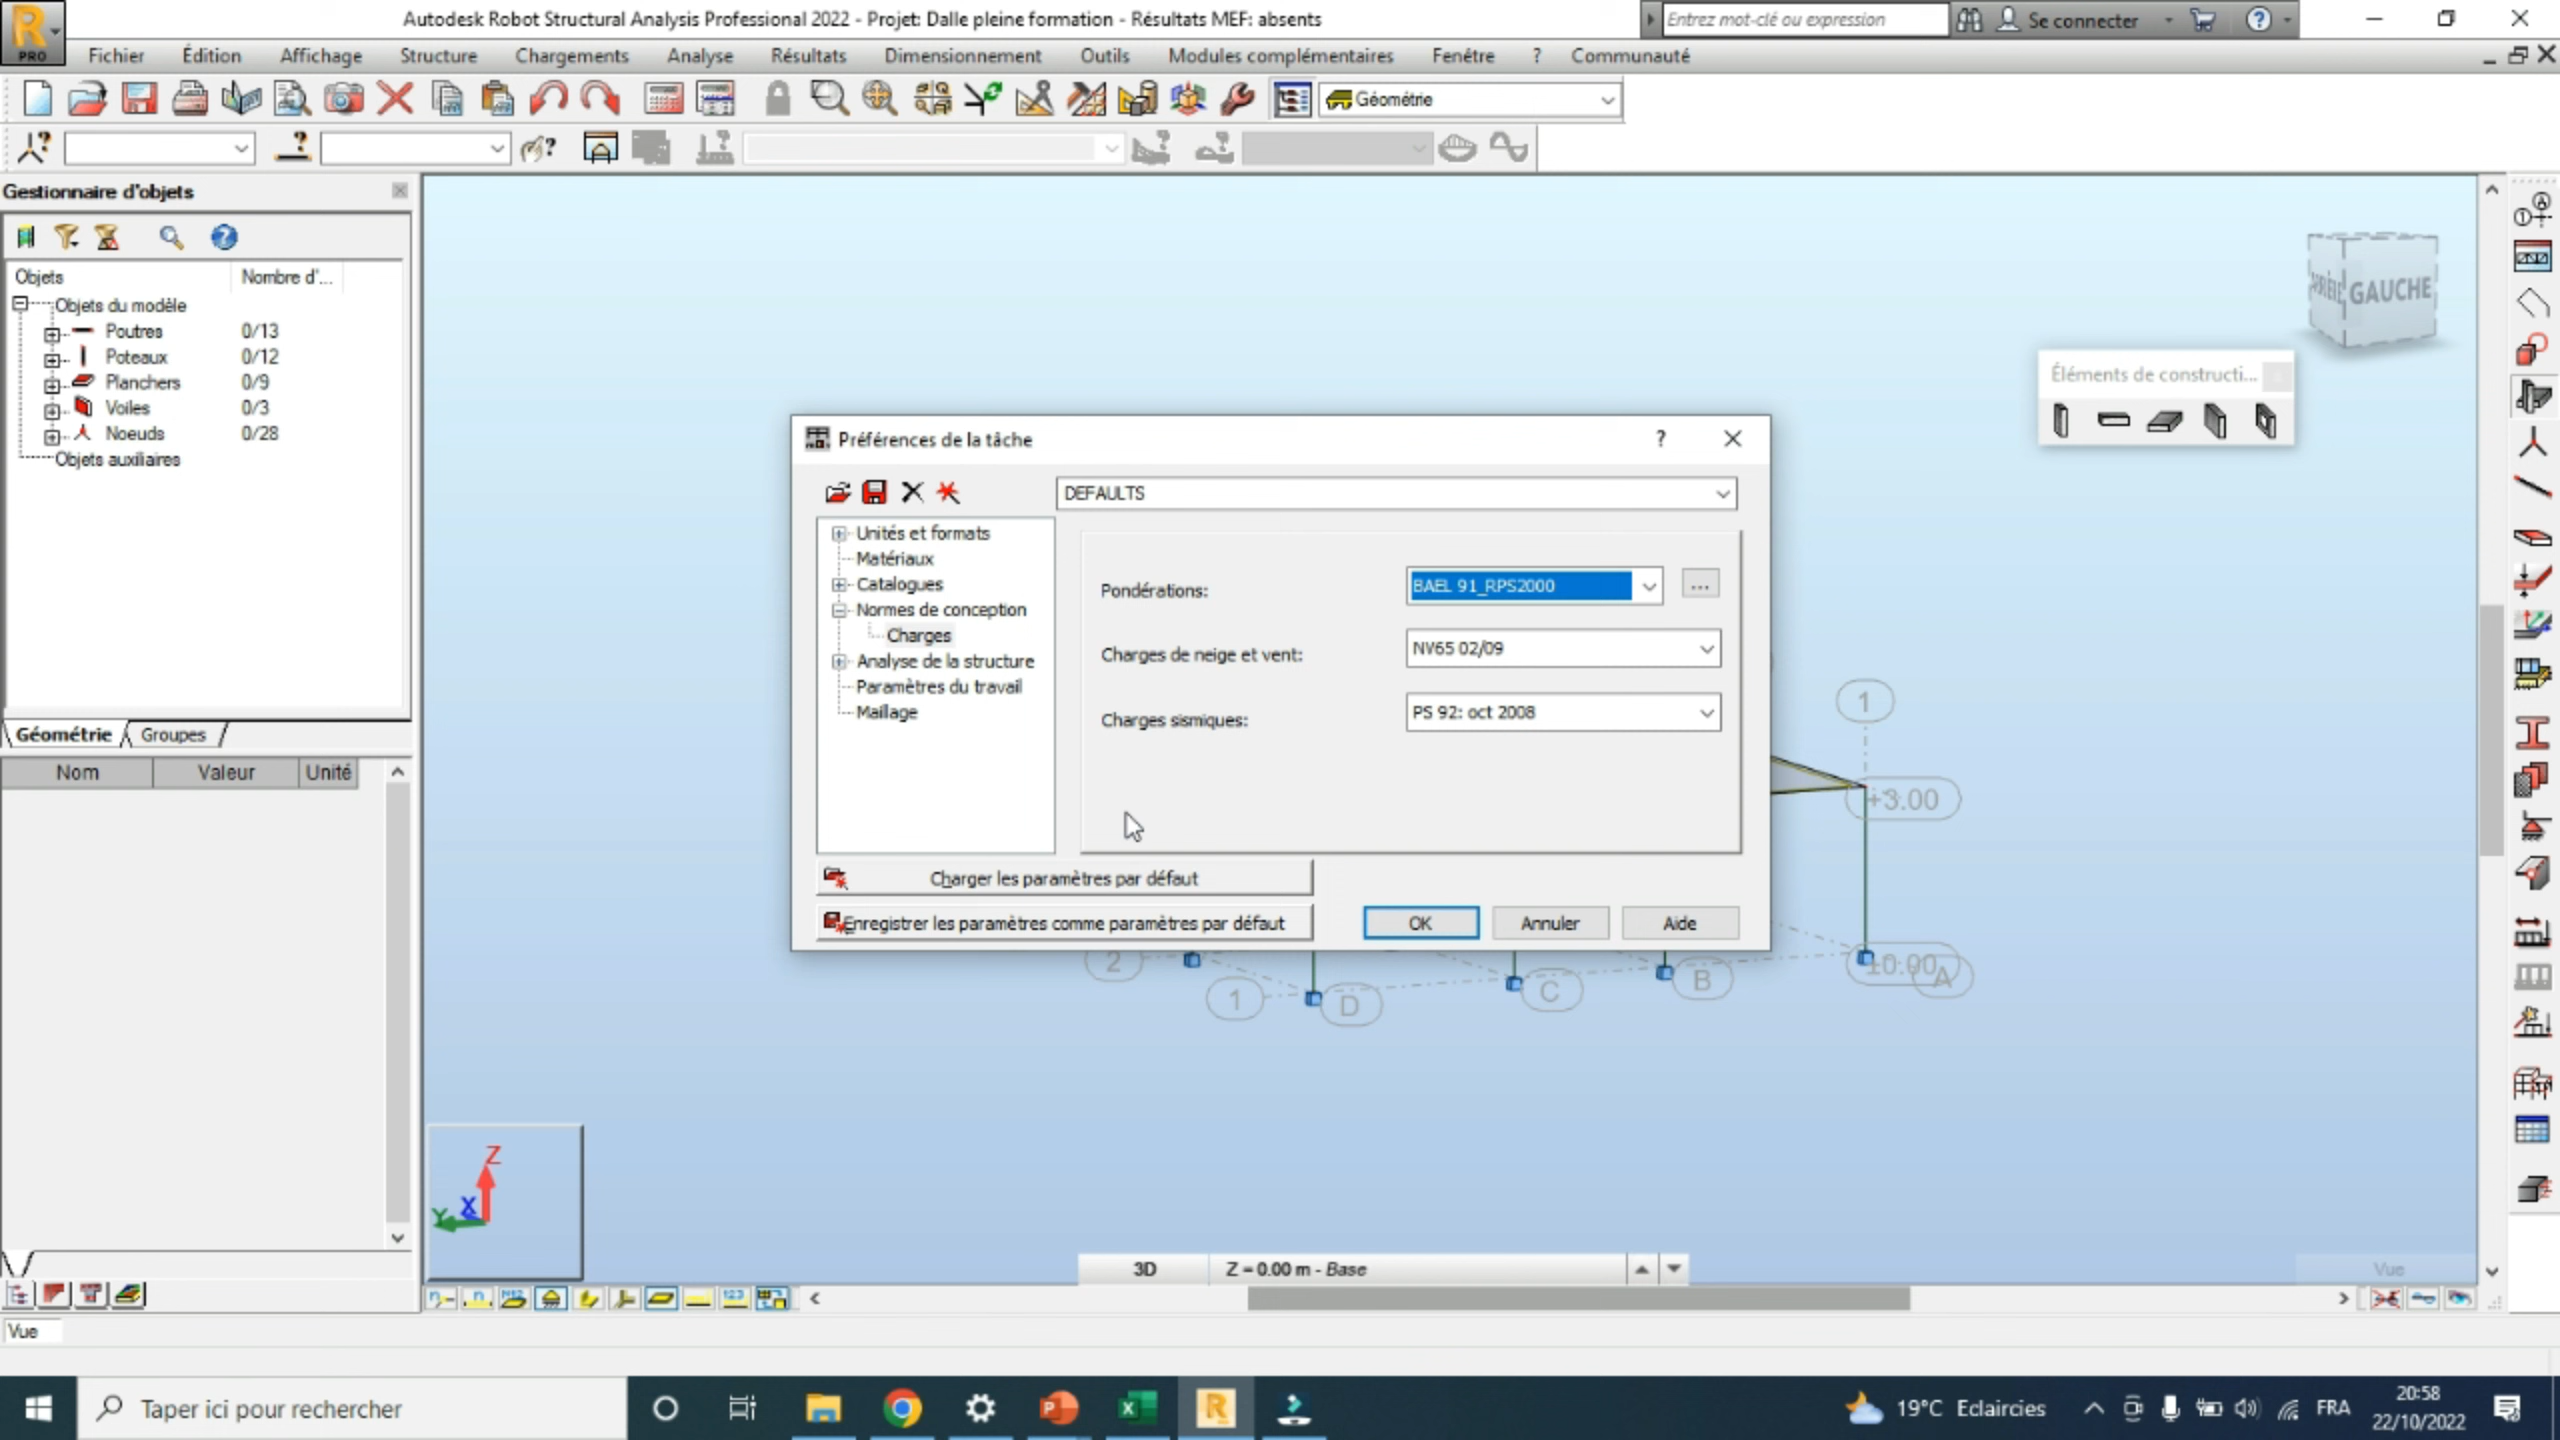 Autodesk Robot Structural Analysis Professional 2022 - Projet: Dalle pleine formation - Résultats MEF: absents
Entrez mot-clé ou expression
Se connecter
PRO
Fichier Édition Affichage Structure Chargements Analyse Résultats Dimensionnement Outils Modules complémentaires Fenêtre ? Communauté
Géométrie
Gestionnaire d'objets
Objets Nombre d'...
Objets du modèle
Poutres 0/13
Poteaux 0/12
Planchers 0/9
Voiles 0/3
Noeuds 0/28
Objets auxiliaires
Géométrie Groupes
Nom Valeur Unité
GAUCHE
Éléments de constructi...
Préférences de la tâche
DEFAULTS
Unités et formats
Matériaux
Catalogues
Normes de conception
Charges
Analyse de la structure
Paramètres du travail
Maillage
Pondérations: BAEL 91_RPS2000 ...
Charges de neige et vent: NV65 02/09
Charges sismiques: PS 92: oct 2008
Charger les paramètres par défaut
Enregistrer les paramètres comme paramètres par défaut
OK Annuler Aide
1
+3.00
±0.00 A
2
1 D C B
Z
X
Y
3D Z = 0.00 m - Base
Vue
Vue
Taper ici pour rechercher
19°C Eclaircies
FRA
20:58
22/10/2022